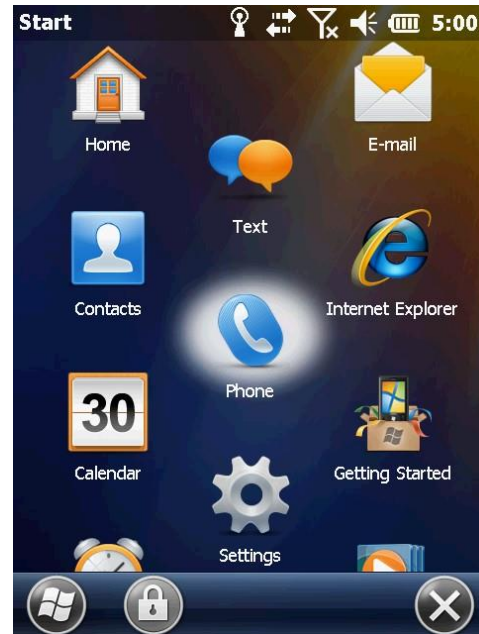 Start 5:00
Home
E-mail
Text
Contacts
Internet Explorer
Phone
30
Calendar
Getting Started
Settings